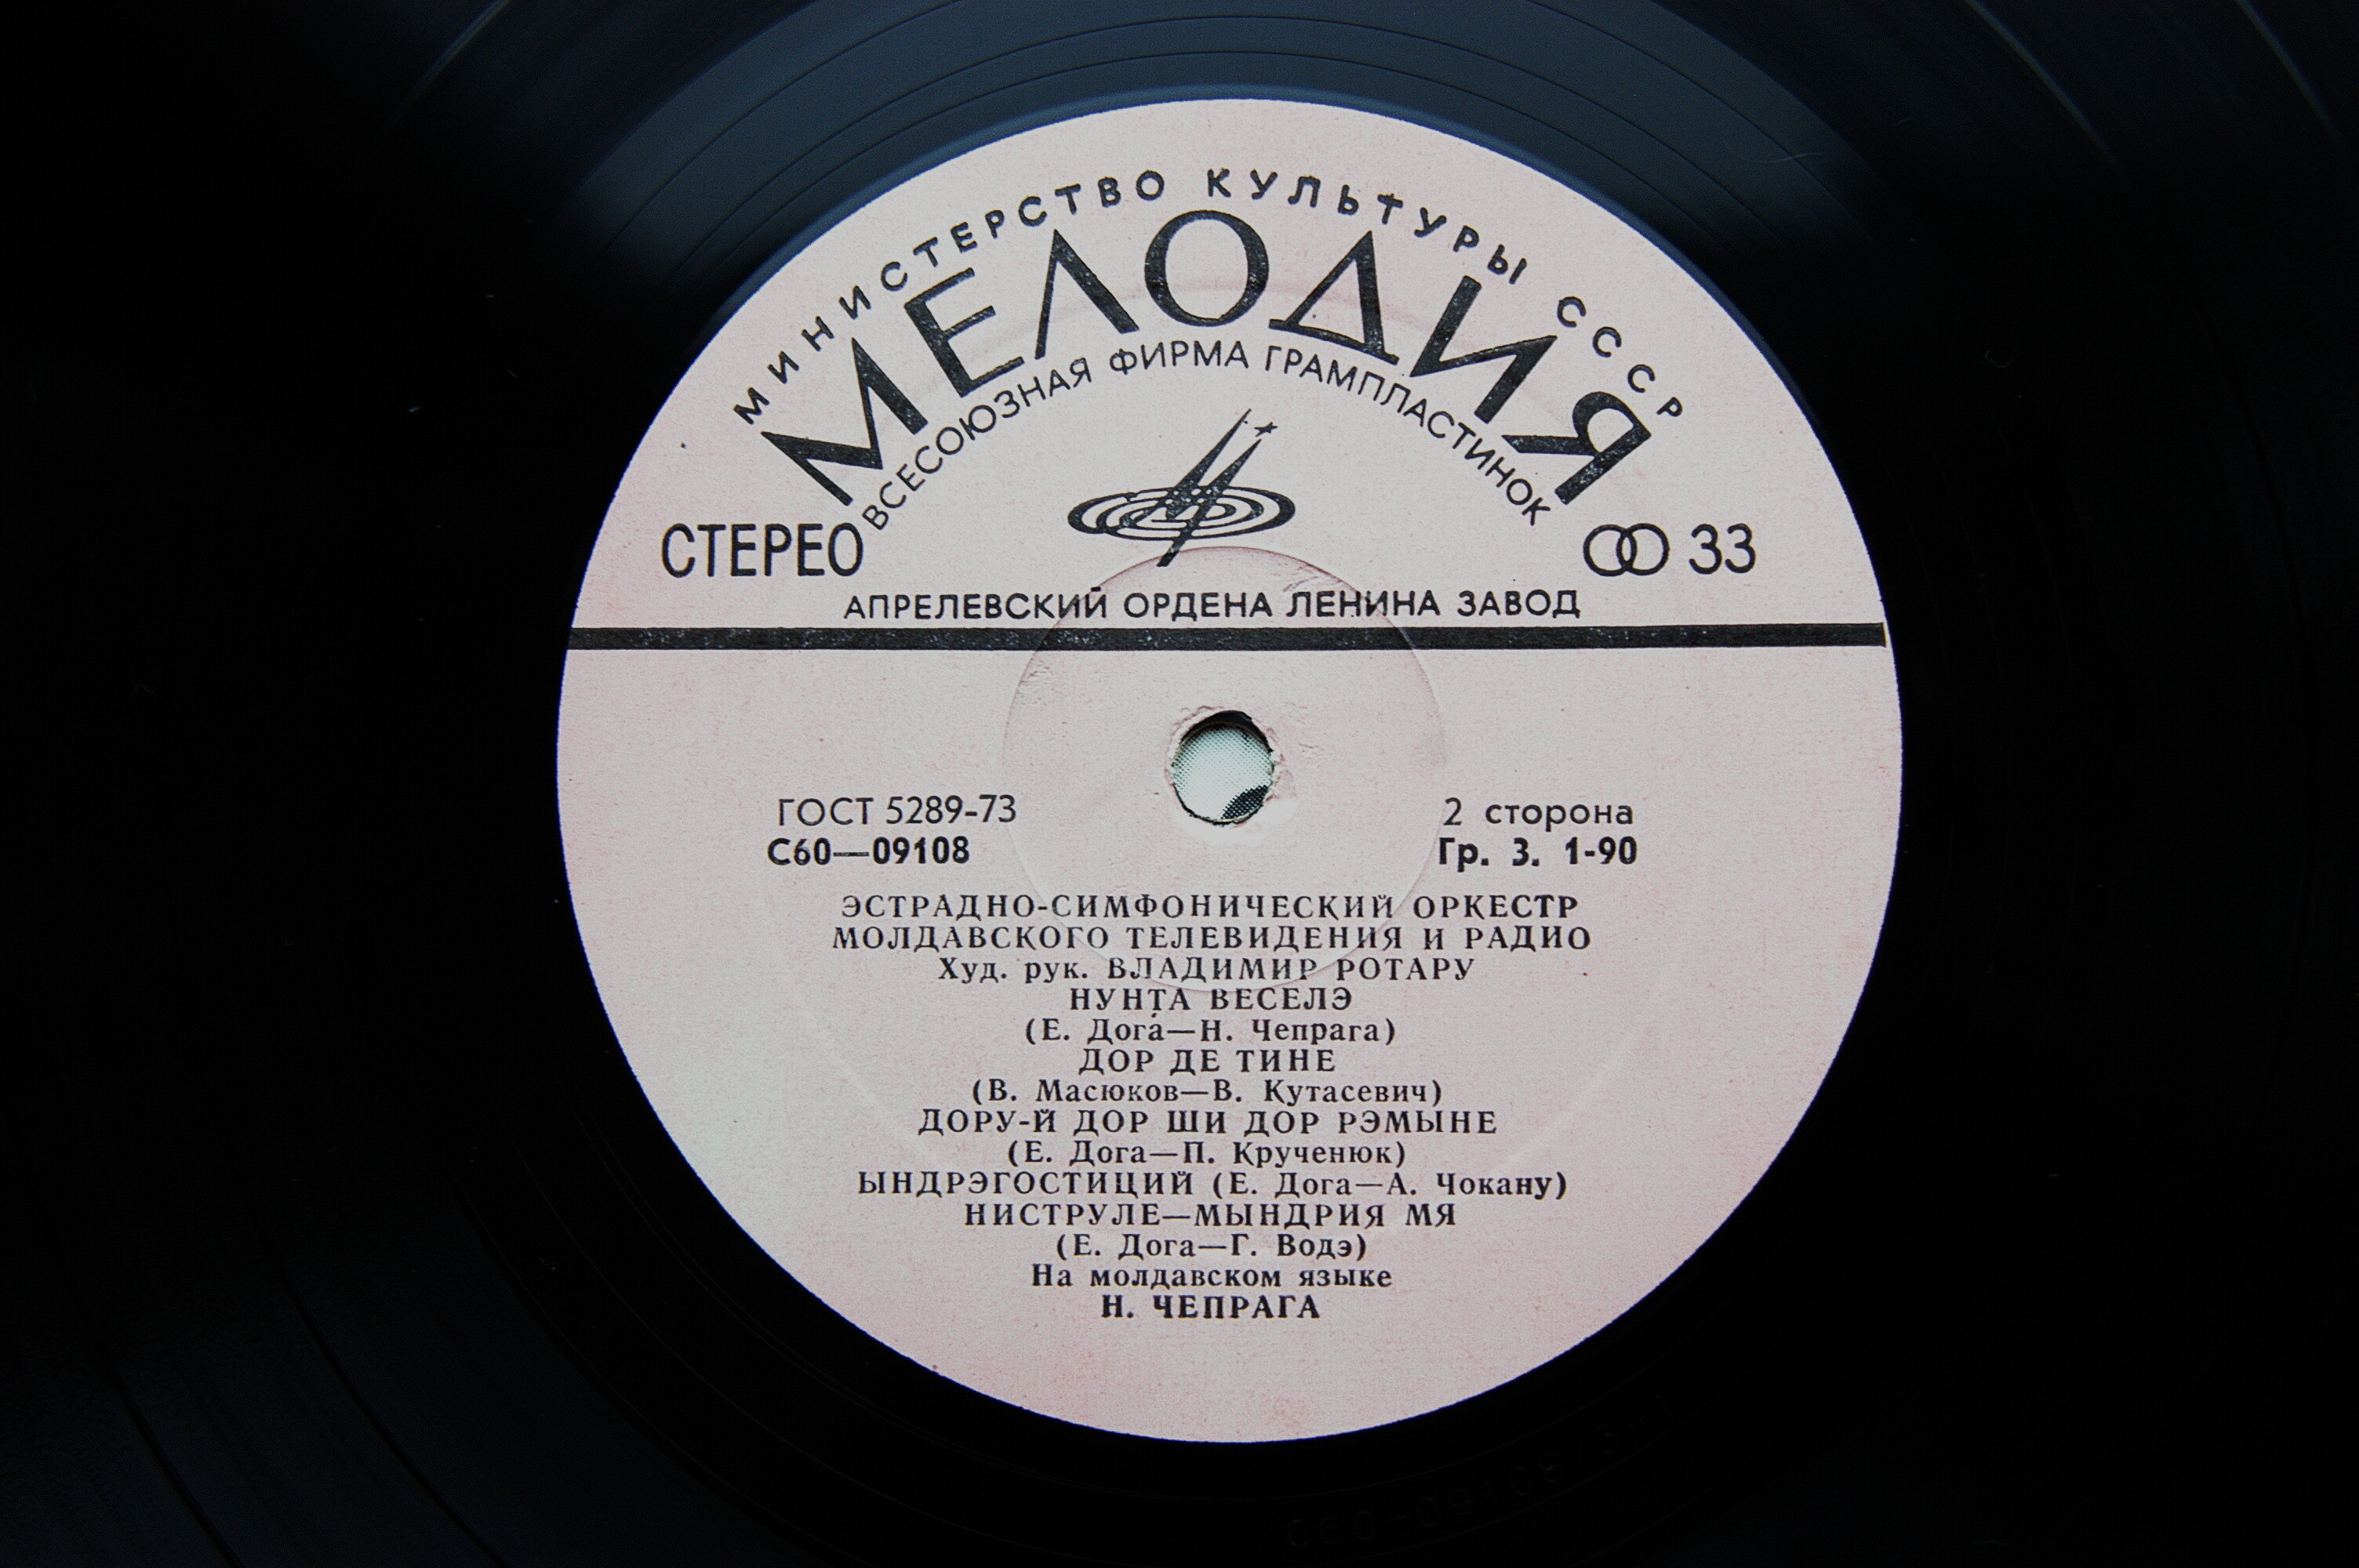 МИНИСТЕРСТВО КУЛЬТУРЫ СССР
МЕЛОДИЯ
ВСЕСОЮЗНАЯ ФИРМА ГРАМПЛАСТИНОК
СТЕРЕО
33
АПРЕЛЕВСКИЙ ОРДЕНА ЛЕНИНА ЗАВОД
ГОСТ 5289-73
2 сторона
С60—09108
Гр. 3. 1-90
ЭСТРАДНО-СИМФОНИЧЕСКИЙ ОРКЕСТР
МОЛДАВСКОГО ТЕЛЕВИДЕНИЯ И РАДИО
Худ. рук. ВЛАДИМИР РОТАРУ
НУНТА ВЕСЕЛЭ
(Е. Дога—Н. Чепрага)
ДОР ДЕ ТИНЕ
(В. Масюков—В. Кутасевич)
ДОРУ-Й ДОР ШИ ДОР РЭМЫНЕ
(Е. Дога—П. Крученюк)
ЫНДРЭГОСТИЦИЙ (Е. Дога—А. Чокану)
НИСТРУЛЕ—МЫНДРИЯ МЯ
(Е. Дога—Г. Водэ)
На молдавском языке
Н. ЧЕПРАГА